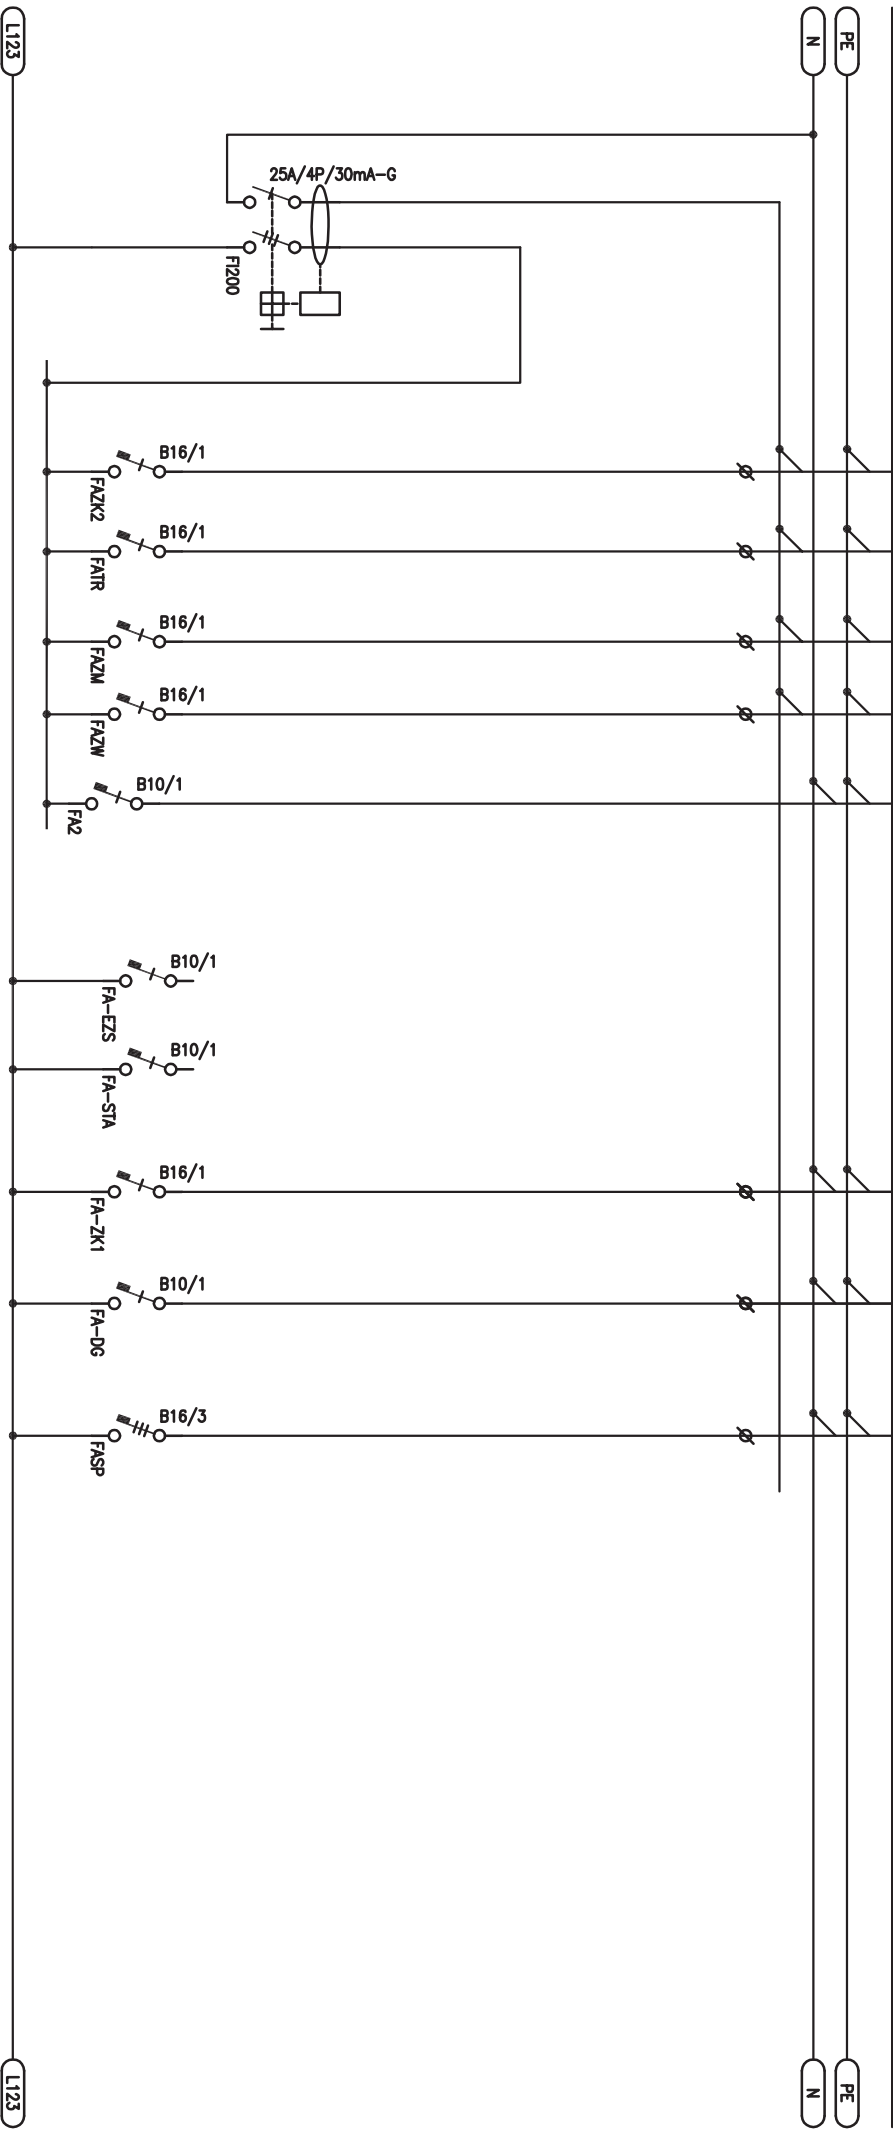 L123
N
PE
25A/4P/30mA-G
FI200
B16/1
FAZK2
B16/1
FATR
B16/1
FAZM
B16/1
FAZW
B10/1
FA2
B10/1
FA-EZS
B10/1
FA-STA
B16/1
FA-ZK1
B10/1
FA-DG
B16/3
FASP
L123
N
PE